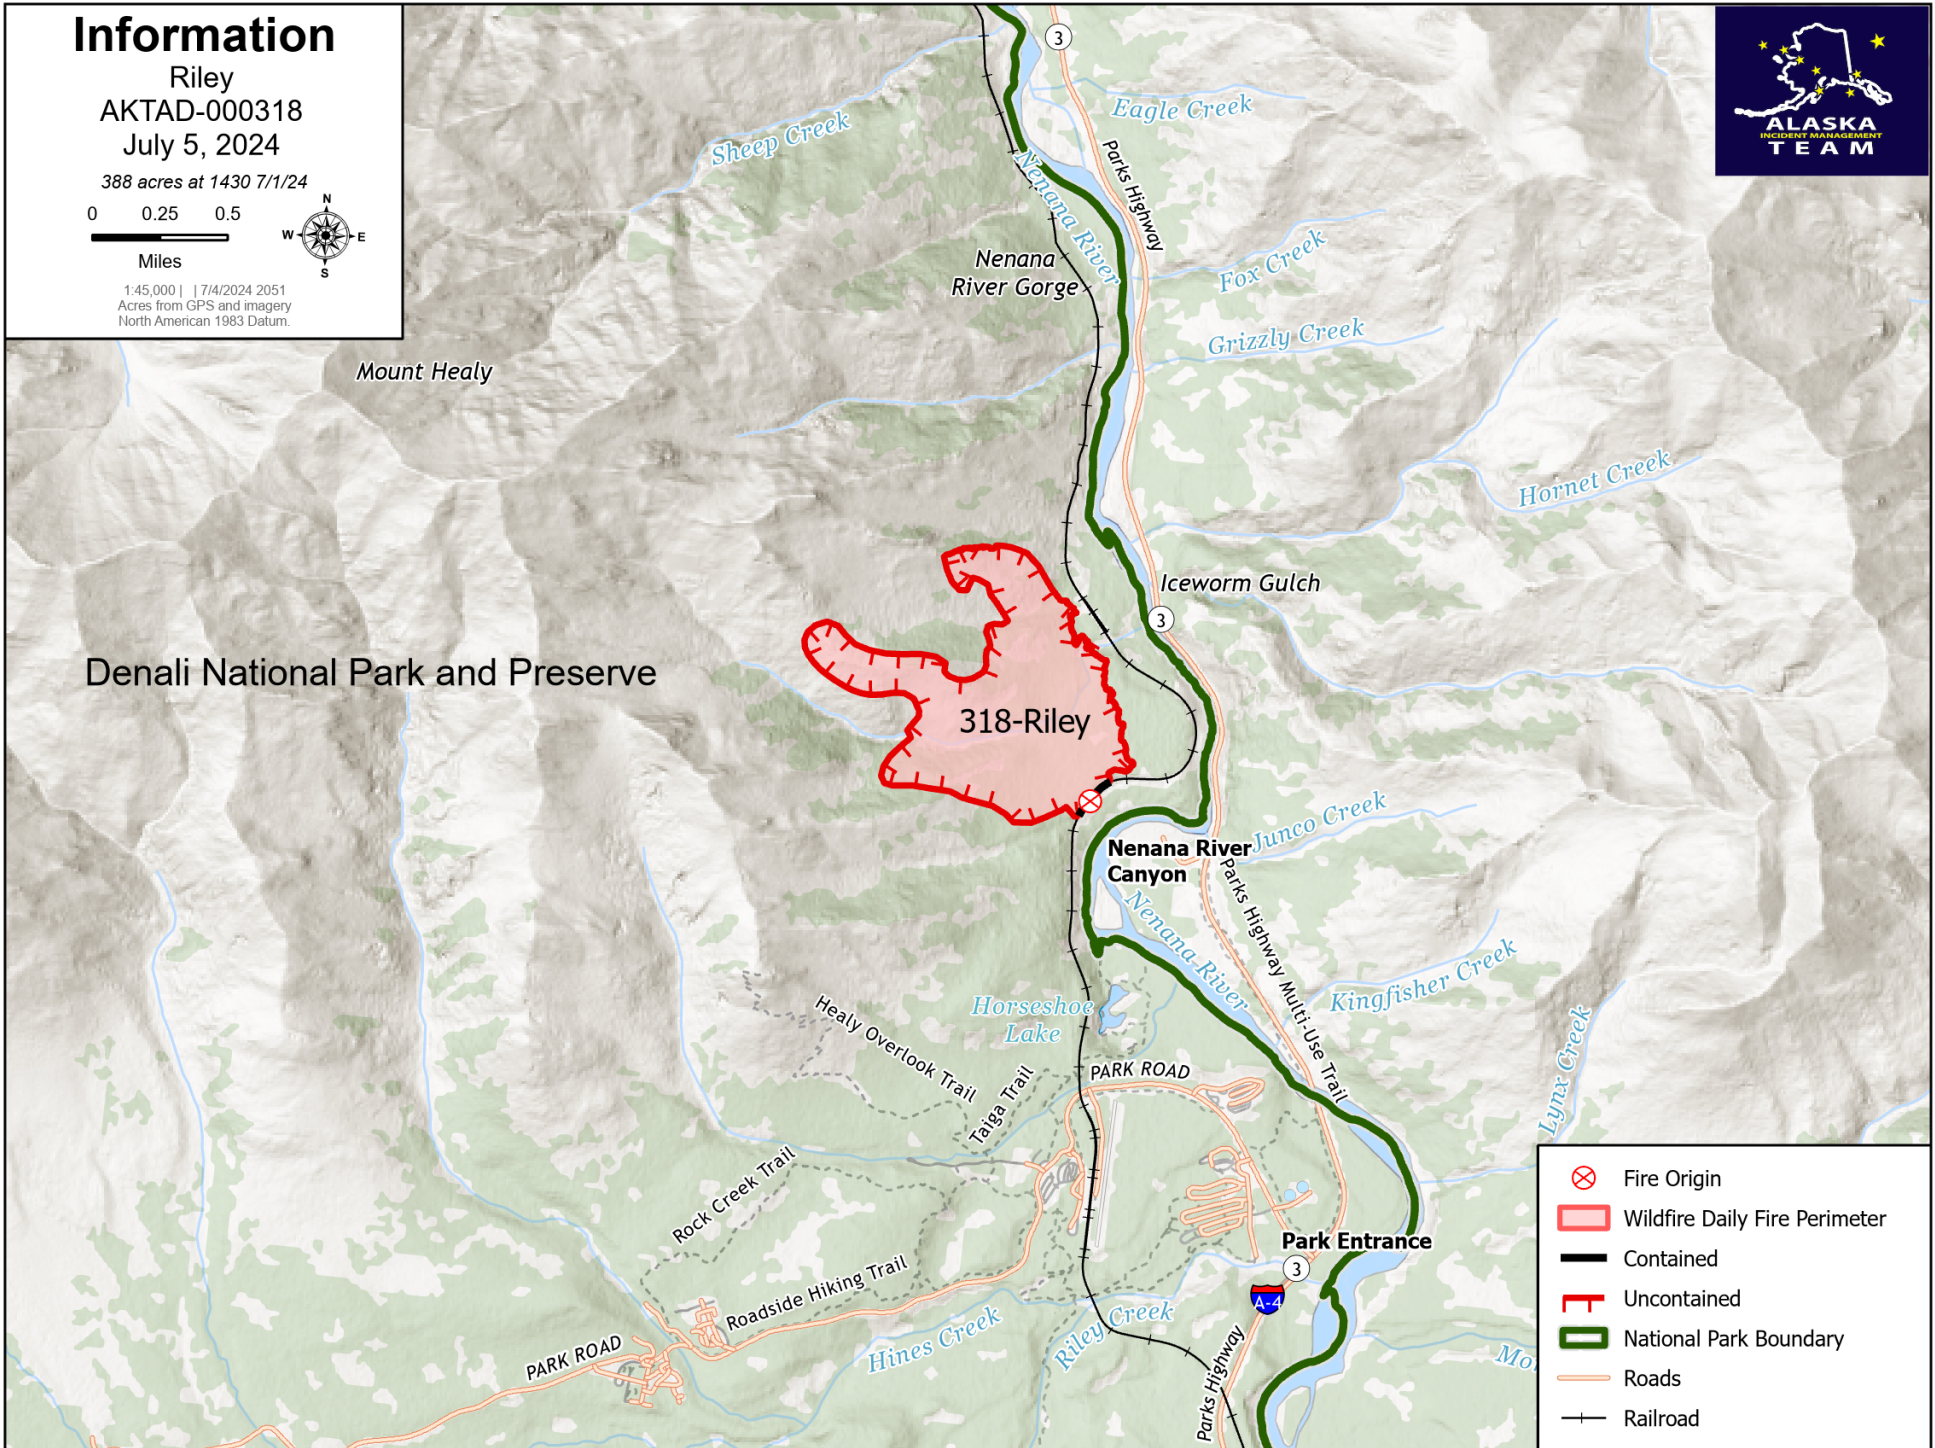 Information
Riley
AKTAD-000318
July 5, 2024
388 acres at 1430 7/1/24
0 0.25 0.5
Miles
N
W E
S
1:45,000 | | 7/4/2024 2051
Acres from GPS and imagery
North American 1983 Datum.
ALASKA
INCIDENT MANAGEMENT
TEAM
3
Eagle Creek
Sheep Creek
Parks Highway
Nenana River
Nenana
River Gorge
Fox Creek
Grizzly Creek
Mount Healy
Hornet Creek
Iceworm Gulch
3
Denali National Park and Preserve
318-Riley
Junco Creek
Nenana River
Canyon
Parks Highway Multi-Use Trail
Nenana River
Kingfisher Creek
Horseshoe
Lake
Healy Overlook Trail
Taiga Trail
PARK ROAD
Lynx Creek
Rock Creek Trail
Roadside Hiking Trail
Park Entrance
3
A-4
Hines Creek
Riley Creek
PARK ROAD
Parks Highway
Fire Origin
Wildfire Daily Fire Perimeter
Contained
Uncontained
National Park Boundary
Roads
Railroad